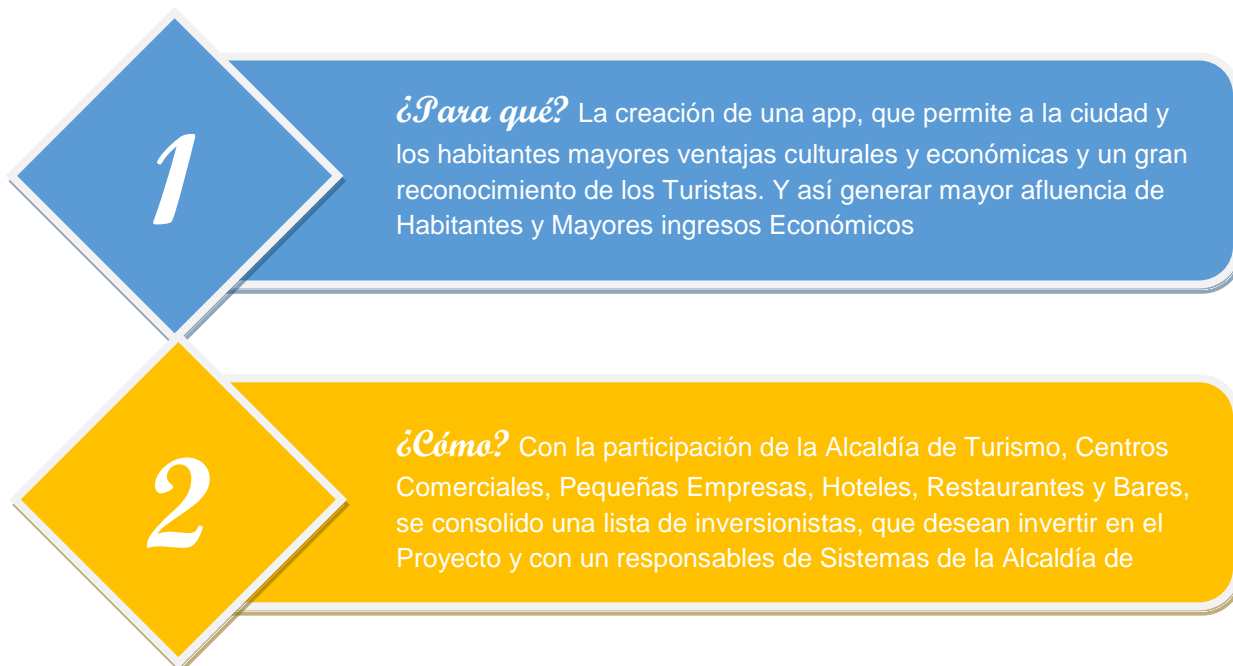 1
¿Para qué? La creación de una app, que permite a la ciudad y
los habitantes mayores ventajas culturales y económicas y un gran
reconocimiento de los Turistas. Y así generar mayor afluencia de
Habitantes y Mayores ingresos Económicos
2
¿Cómo? Con la participación de la Alcaldía de Turismo, Centros
Comerciales, Pequeñas Empresas, Hoteles, Restaurantes y Bares,
se consolido una lista de inversionistas, que desean invertir en el
Proyecto y con un responsables de Sistemas de la Alcaldía de